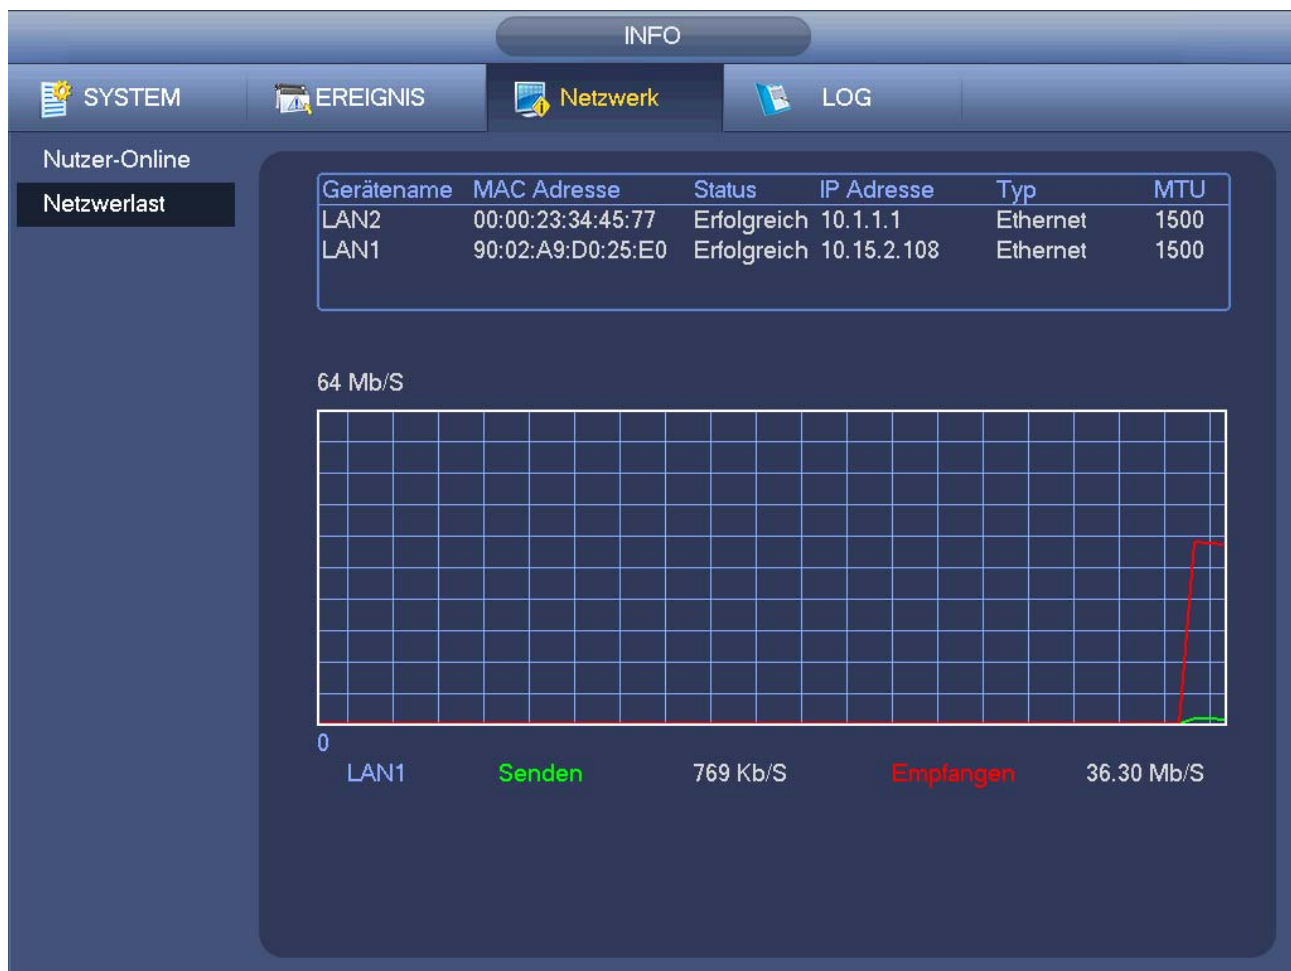 INFO
SYSTEM EREIGNIS Netzwerk LOG
Nutzer-Online
Netzwerlast
Gerätename MAC Adresse Status IP Adresse Typ MTU
LAN2 00:00:23:34:45:77 Erfolgreich 10.1.1.1 Ethernet 1500
LAN1 90:02:A9:D0:25:E0 Erfolgreich 10.15.2.108 Ethernet 1500
64 Mb/S
0
LAN1 Senden 769 Kb/S Empfangen 36.30 Mb/S